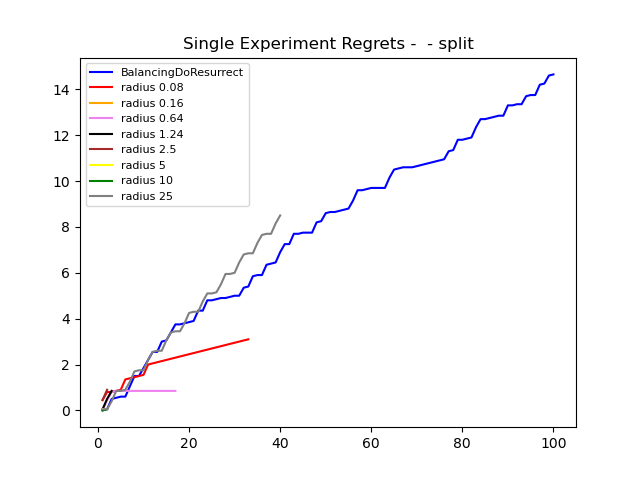 Single Experiment Regrets -  - split
BalancingDoResurrect
radius 0.08
radius 0.16
radius 0.64
radius 1.24
radius 2.5
radius 5
radius 10
radius 25
14
12
10
8
6
4
2
0
0 20 40 60 80 100